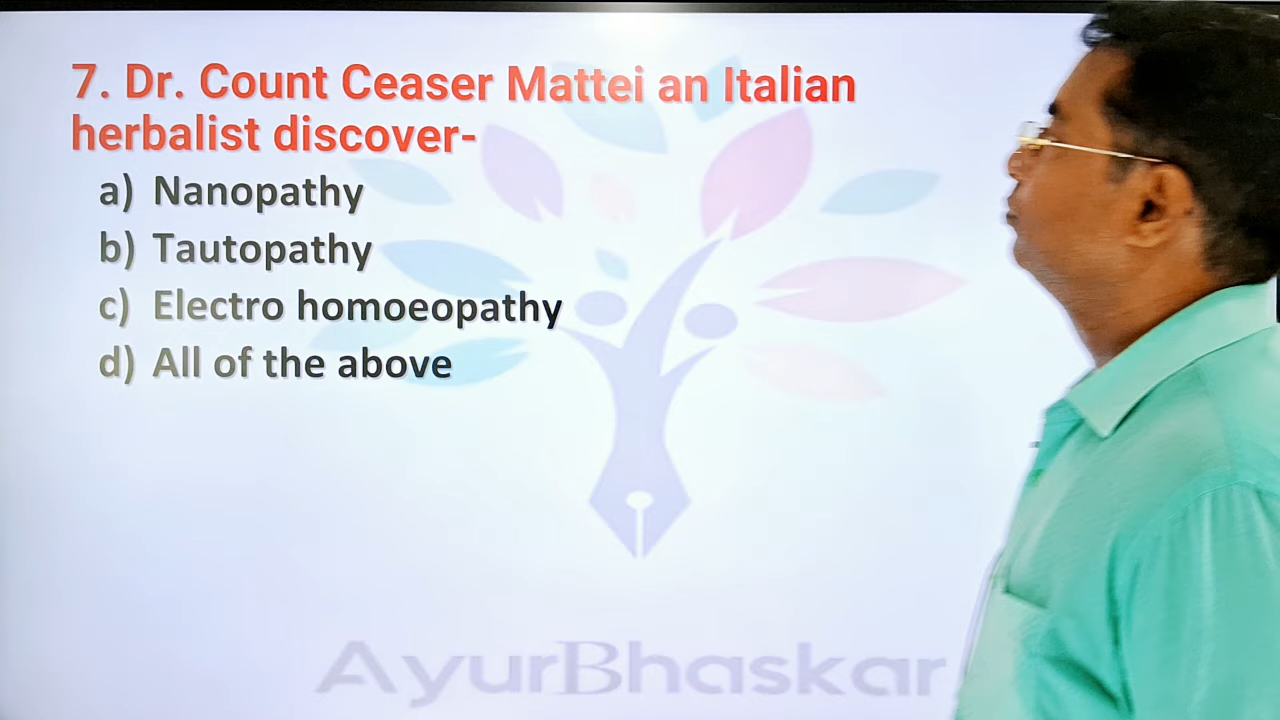 7. Dr. Count Ceaser Mattei an Italian
herbalist discover-
a) Nanopathy
b) Tautopathy
c) Electro homoeopathy
d) All of the above
AyurBhaskar